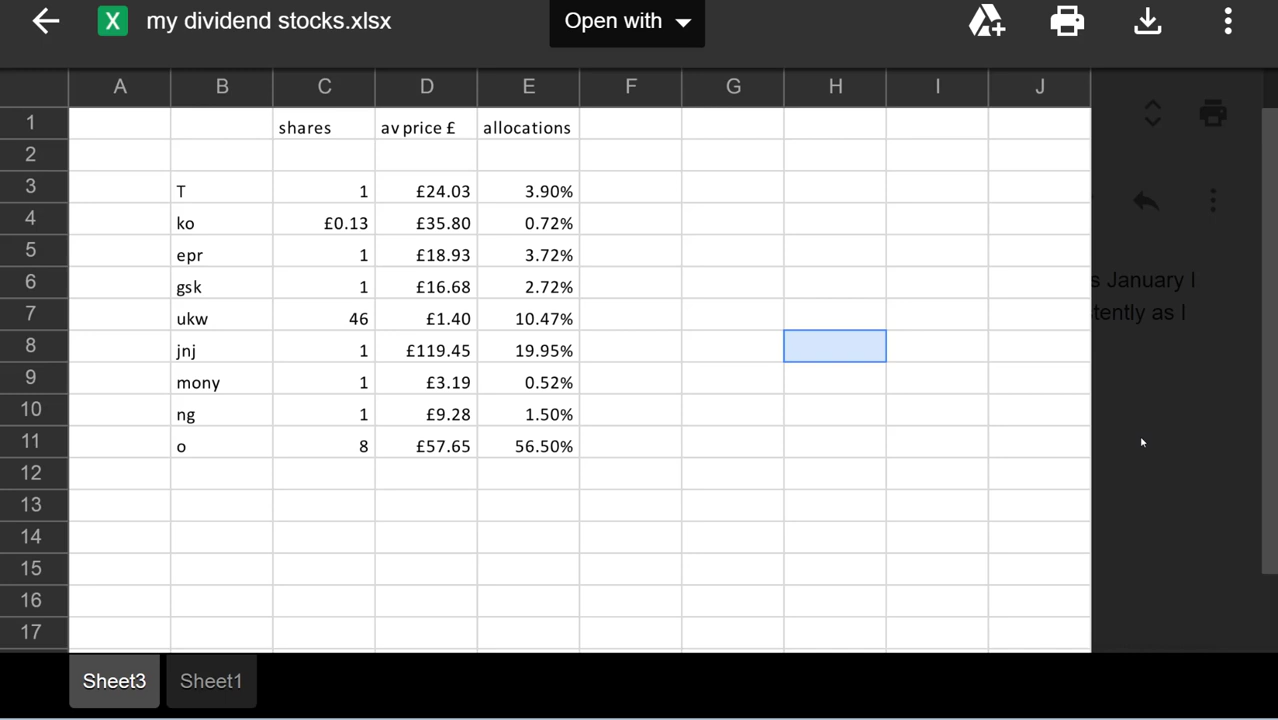 X my dividend stocks.xlsx Open with
A B C D E F G H I J
1 shares av price £ allocations
2
3 T 1 £24.03 3.90%
4 ko £0.13 £35.80 0.72%
5 epr 1 £18.93 3.72%
6 gsk 1 £16.68 2.72%
7 ukw 46 £1.40 10.47%
8 jnj 1 £119.45 19.95%
9 mony 1 £3.19 0.52%
10 ng 1 £9.28 1.50%
11 o 8 £57.65 56.50%
12
13
14
15
16
17
s January I
tently as I
Sheet3 Sheet1